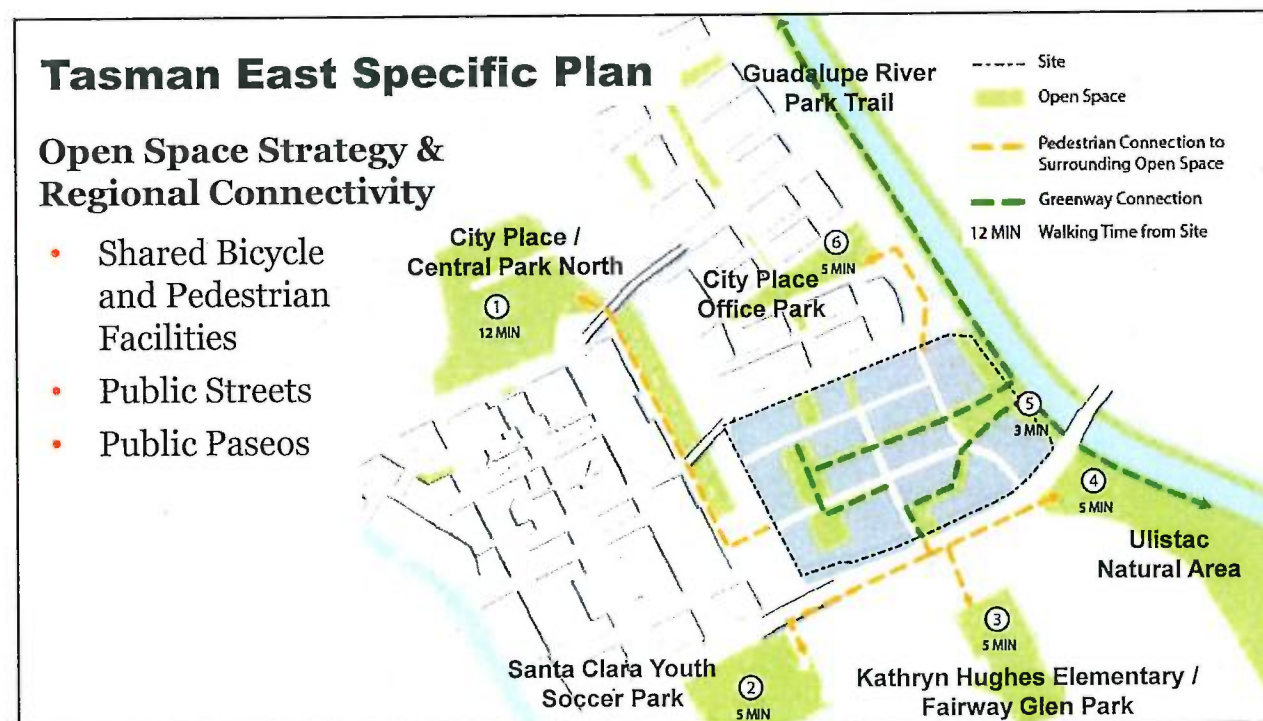 Tasman East Specific Plan
Open Space Strategy &
Regional Connectivity
• Shared Bicycle
and Pedestrian
Facilities
• Public Streets
• Public Paseos
Guadalupe River
Park Trail
Site
Open Space
Pedestrian Connection to
Surrounding Open Space
Greenway Connection
12 MIN Walking Time from Site
City Place /
Central Park North
1
12 MIN
6
5 MIN
City Place
Office Park
5
3 MIN
4
5 MIN
Ulistac
Natural Area
3
5 MIN
Kathryn Hughes Elementary /
Fairway Glen Park
Santa Clara Youth
Soccer Park
2
5 MIN